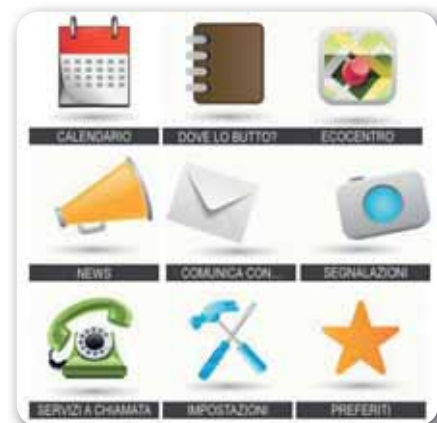 CALENDARIO
DOVE LO BUTTO?
ECOCENTRO
NEWS
COMUNICA CON...
SEGNALAZIONI
SERVIZI A CHIAMATA
IMPOSTAZIONI
PREFERITI